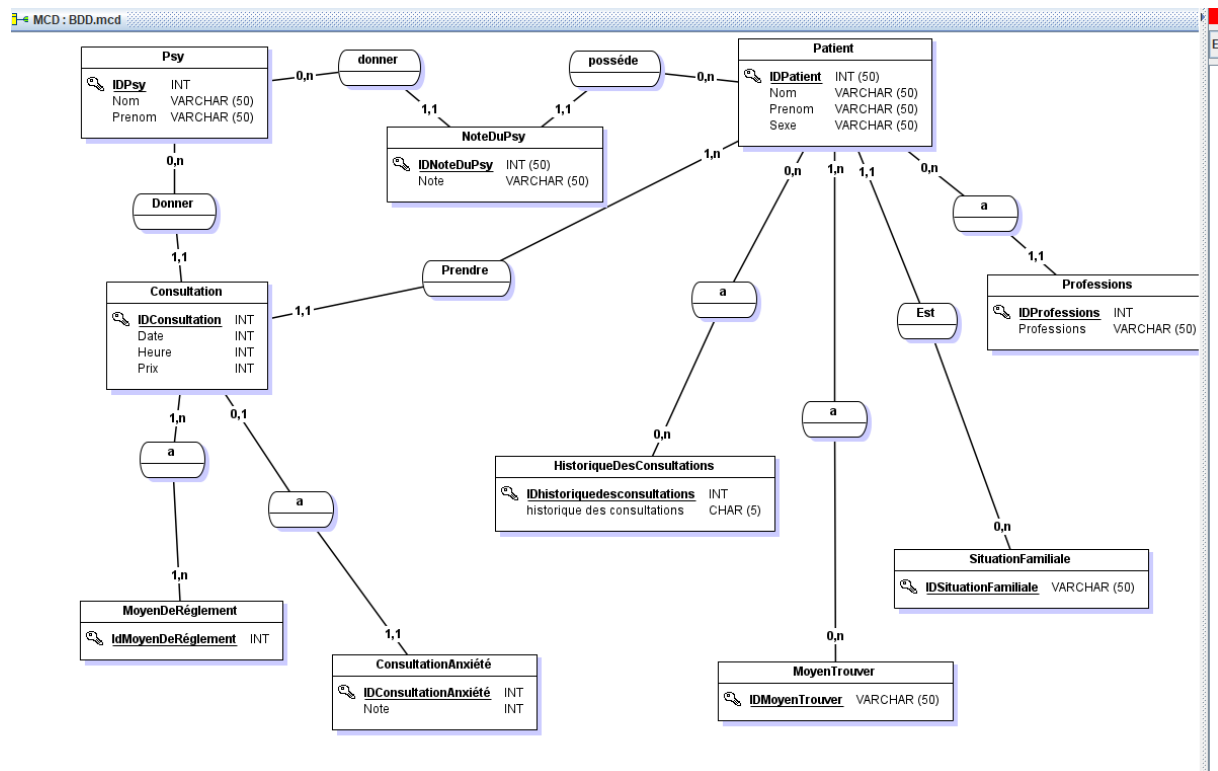 MCD : BDD.mcd
E
Psy
IDPsy INT
Nom VARCHAR (50)
Prenom VARCHAR (50)
0,n
donner
1,1
posséde
0,n
1,1
Patient
IDPatient INT (50)
Nom VARCHAR (50)
Prenom VARCHAR (50)
Sexe VARCHAR (50)
NoteDuPsy
IDNoteDuPsy INT (50)
Note VARCHAR (50)
0,n
Donner
1,1
1,n
Prendre
1,1
0,n
a
0,n
1,n
a
0,n
1,1
Est
0,n
0,n
a
1,1
Professions
IDProfessions INT
Professions VARCHAR (50)
Consultation
IDConsultation INT
Date INT
Heure INT
Prix INT
1,n
a
1,n
0,1
a
1,1
HistoriqueDesConsultations
IDhistoriquedesconsultations INT
historique des consultations CHAR (5)
SituationFamiliale
IDSituationFamiliale VARCHAR (50)
MoyenDeRéglement
IdMoyenDeRéglement INT
ConsultationAnxiété
IDConsultationAnxiété INT
Note INT
MoyenTrouver
IDMoyenTrouver VARCHAR (50)